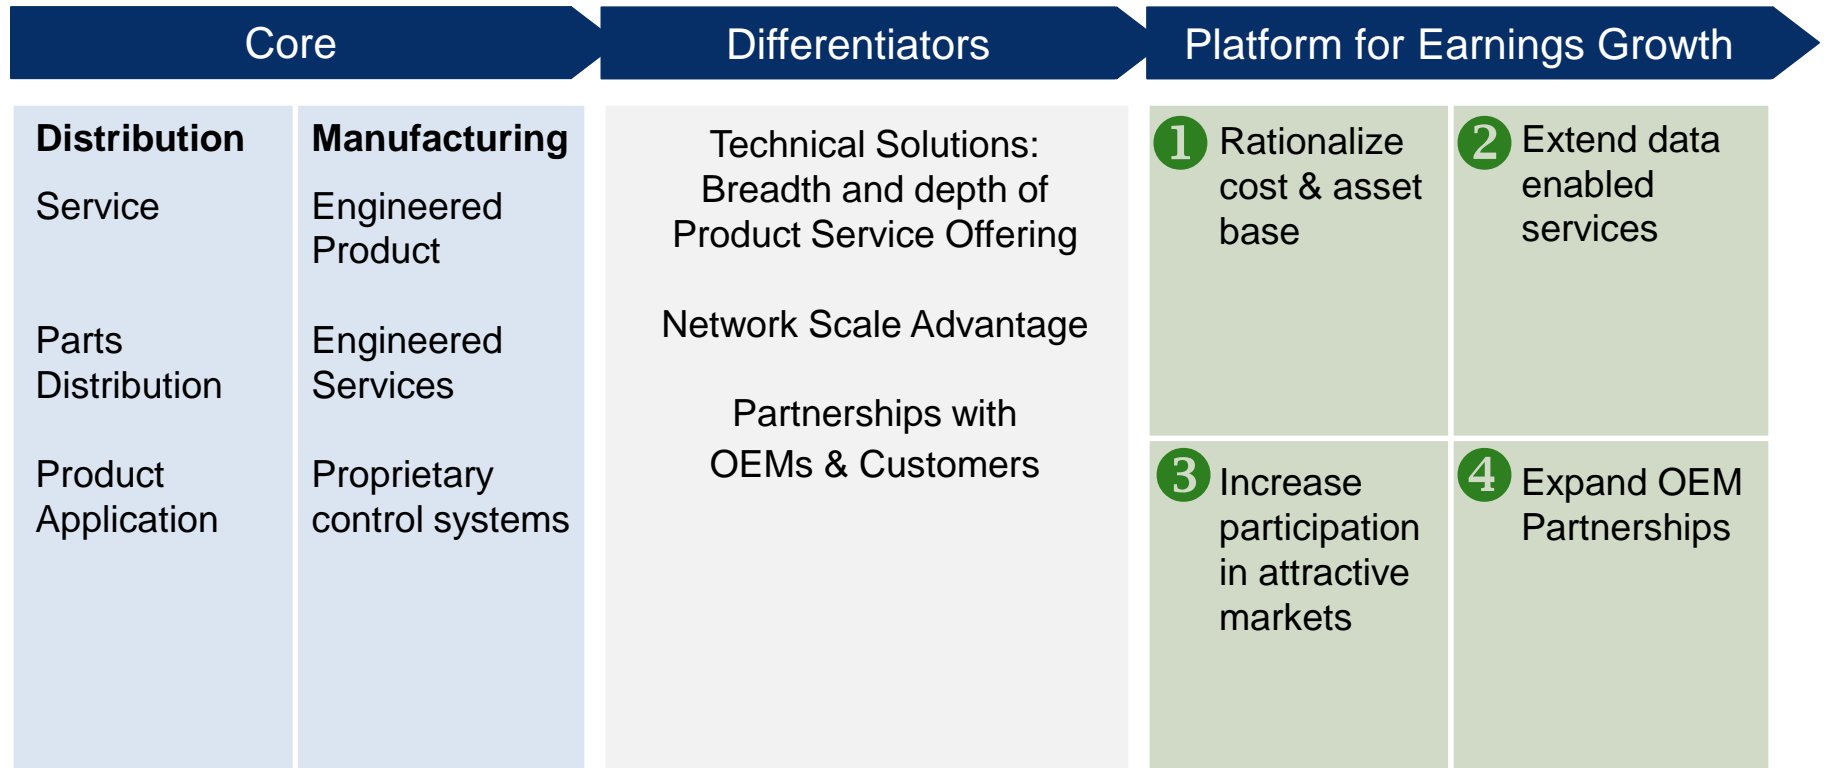 Core
Differentiators
Platform for Earnings Growth
Distribution
Service
Parts
Distribution
Product
Application
Manufacturing
Engineered
Product
Engineered
Services
Proprietary
control systems
Technical Solutions:
Breadth and depth of
Product Service Offering
Network Scale Advantage
Partnerships with
OEMs & Customers
1 Rationalize
cost & asset
base
2 Extend data
enabled
services
3 Increase
participation
in attractive
markets
4 Expand OEM
Partnerships